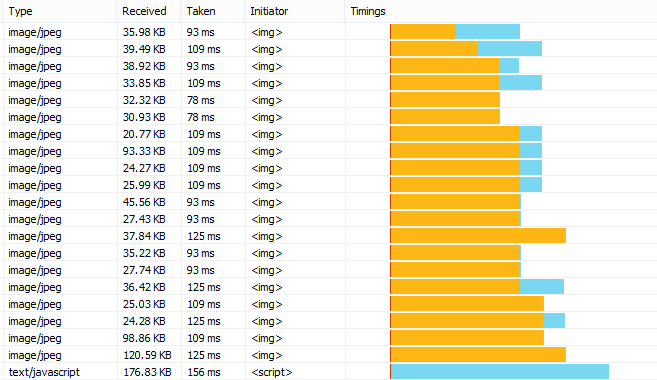 Type Received Taken Initiator Timings
image/jpeg 35.98 KB 93 ms <img>
image/jpeg 39.49 KB 109 ms <img>
image/jpeg 38.92 KB 93 ms <img>
image/jpeg 33.85 KB 109 ms <img>
image/jpeg 32.32 KB 78 ms <img>
image/jpeg 30.93 KB 78 ms <img>
image/jpeg 20.77 KB 109 ms <img>
image/jpeg 93.33 KB 109 ms <img>
image/jpeg 24.27 KB 109 ms <img>
image/jpeg 25.99 KB 109 ms <img>
image/jpeg 45.56 KB 93 ms <img>
image/jpeg 27.43 KB 93 ms <img>
image/jpeg 37.84 KB 125 ms <img>
image/jpeg 35.22 KB 93 ms <img>
image/jpeg 27.74 KB 93 ms <img>
image/jpeg 36.42 KB 125 ms <img>
image/jpeg 25.03 KB 109 ms <img>
image/jpeg 24.28 KB 125 ms <img>
image/jpeg 98.86 KB 109 ms <img>
image/jpeg 120.59 KB 125 ms <img>
text/javascript 176.83 KB 156 ms <script>